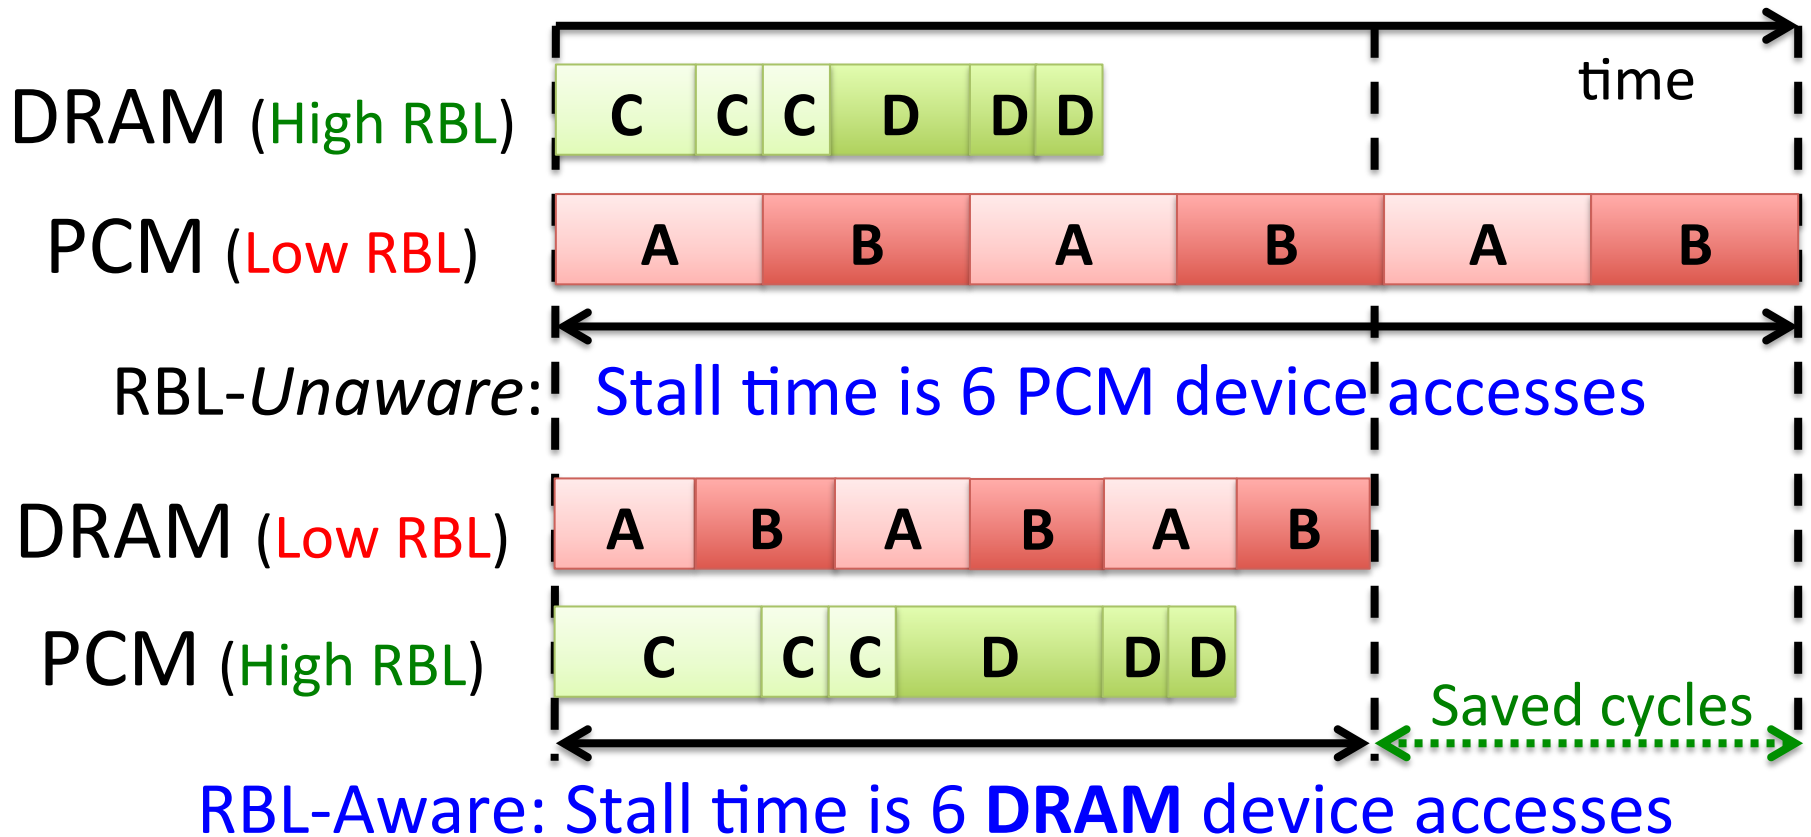 time
DRAM (High RBL) C C C D D D
PCM (Low RBL) A B A B A B
RBL-Unaware: Stall time is 6 PCM device accesses
DRAM (Low RBL) A B A B A B
PCM (High RBL) C C C D D D
Saved cycles
RBL-Aware: Stall time is 6 DRAM device accesses